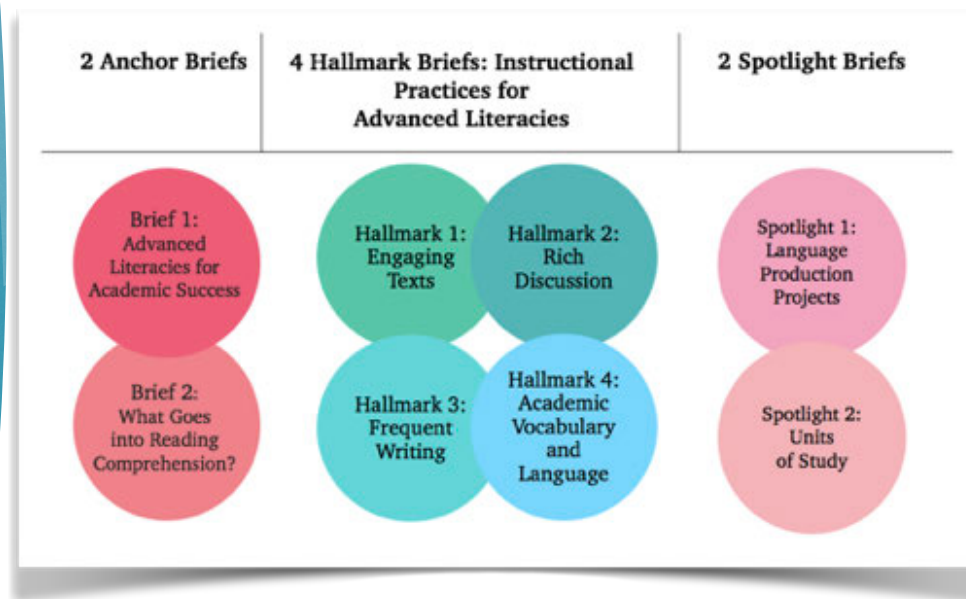 2 Anchor Briefs
4 Hallmark Briefs: Instructional
Practices for
Advanced Literacies
2 Spotlight Briefs
Brief 1:
Advanced
Literacies for
Academic Success
Brief 2:
What Goes
into Reading
Comprehension?
Hallmark 1:
Engaging
Texts
Hallmark 2:
Rich
Discussion
Hallmark 3:
Frequent
Writing
Hallmark 4:
Academic
Vocabulary
and
Language
Spotlight 1:
Language
Production
Projects
Spotlight 2:
Units
of Study